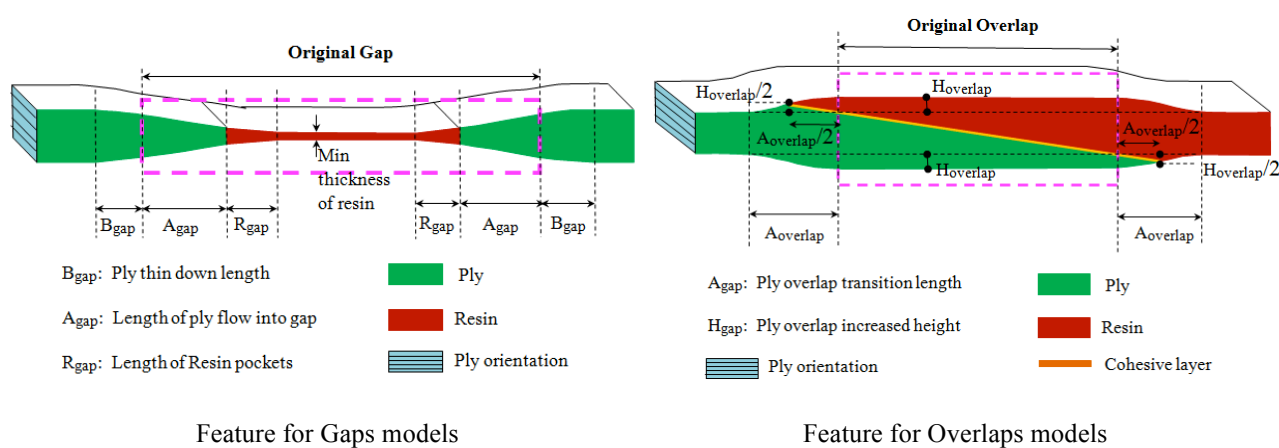 Original Gap
Min
thickness
of resin
Bgap
Agap
Rgap
Rgap
Agap
Bgap
Bgap: Ply thin down length
Ply
Agap: Length of ply flow into gap
Resin
Rgap: Length of Resin pockets
Ply orientation
Feature for Gaps models
Original Overlap
Hoverlap/2
Hoverlap
Aoverlap/2
Aoverlap/2
Hoverlap
Hoverlap/2
Aoverlap
Aoverlap
Agap: Ply overlap transition length
Ply
Hgap: Ply overlap increased height
Resin
Ply orientation
Cohesive layer
Feature for Overlaps models